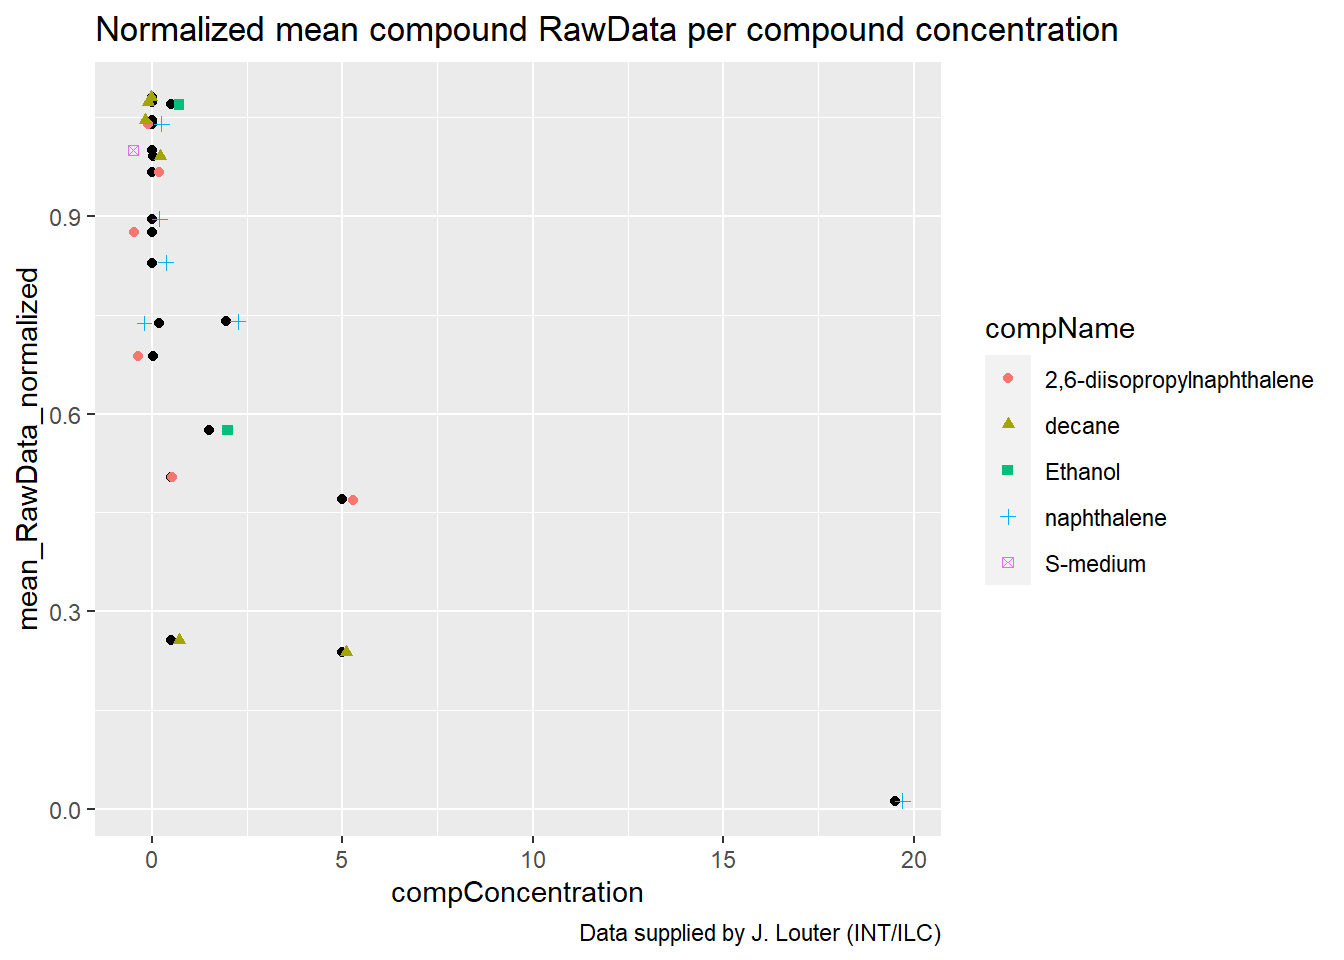 Normalized mean compound RawData per compound concentration
mean_RawData_normalized
0.9
0.6
0.3
0.0
0 5 10 15 20
compConcentration
compName
2,6-diisopropylnaphthalene
decane
Ethanol
naphthalene
S-medium
Data supplied by J. Louter (INT/ILC)